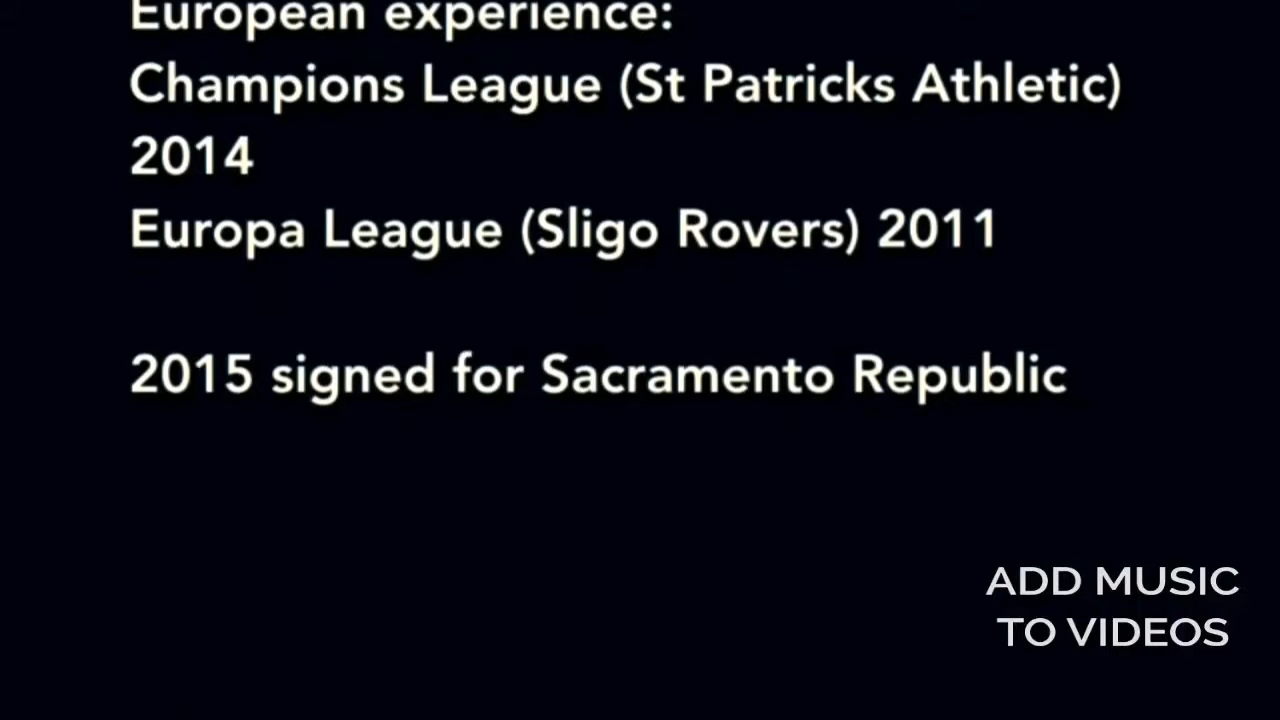 European experience:
Champions League (St Patricks Athletic)
2014
Europa League (Sligo Rovers) 2011
2015 signed for Sacramento Republic
ADD MUSIC
TO VIDEOS